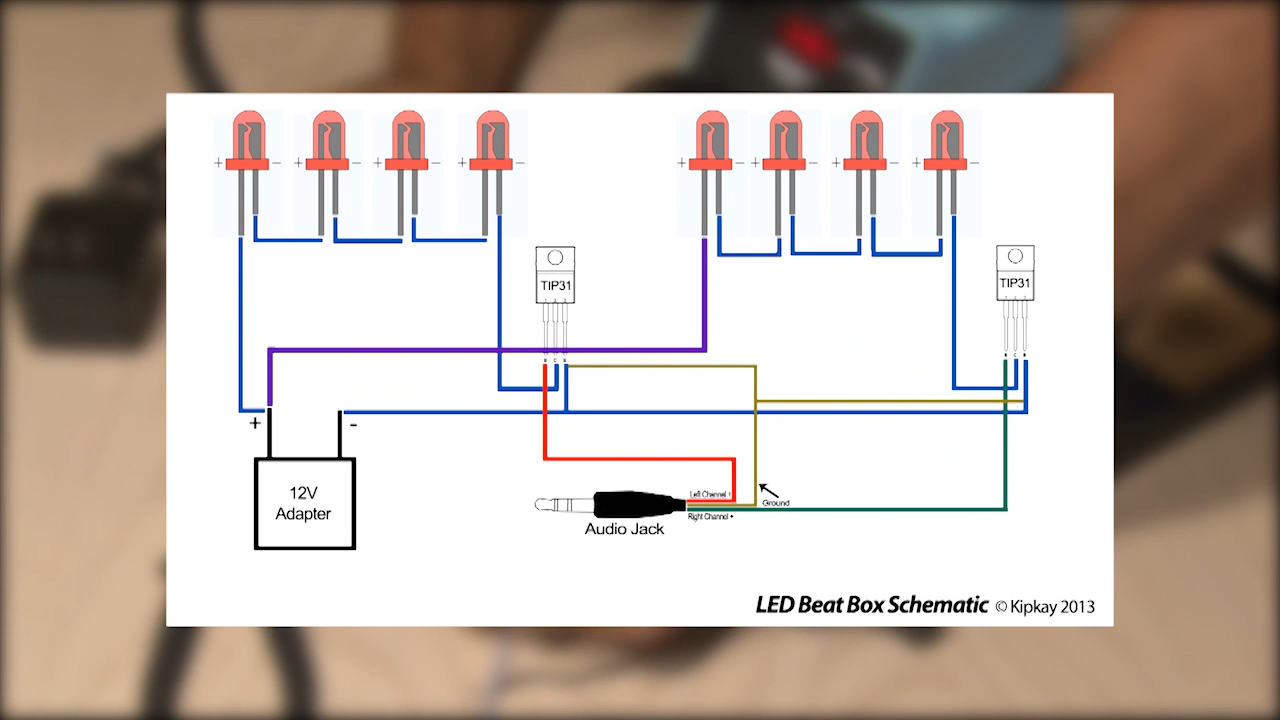 + − + − + − + −
+ − + − + − + −
TIP31
TIP31
+ -
12V
Adapter
Left Channel +
Ground
Right Channel +
Audio Jack
LED Beat Box Schematic © Kipkay 2013